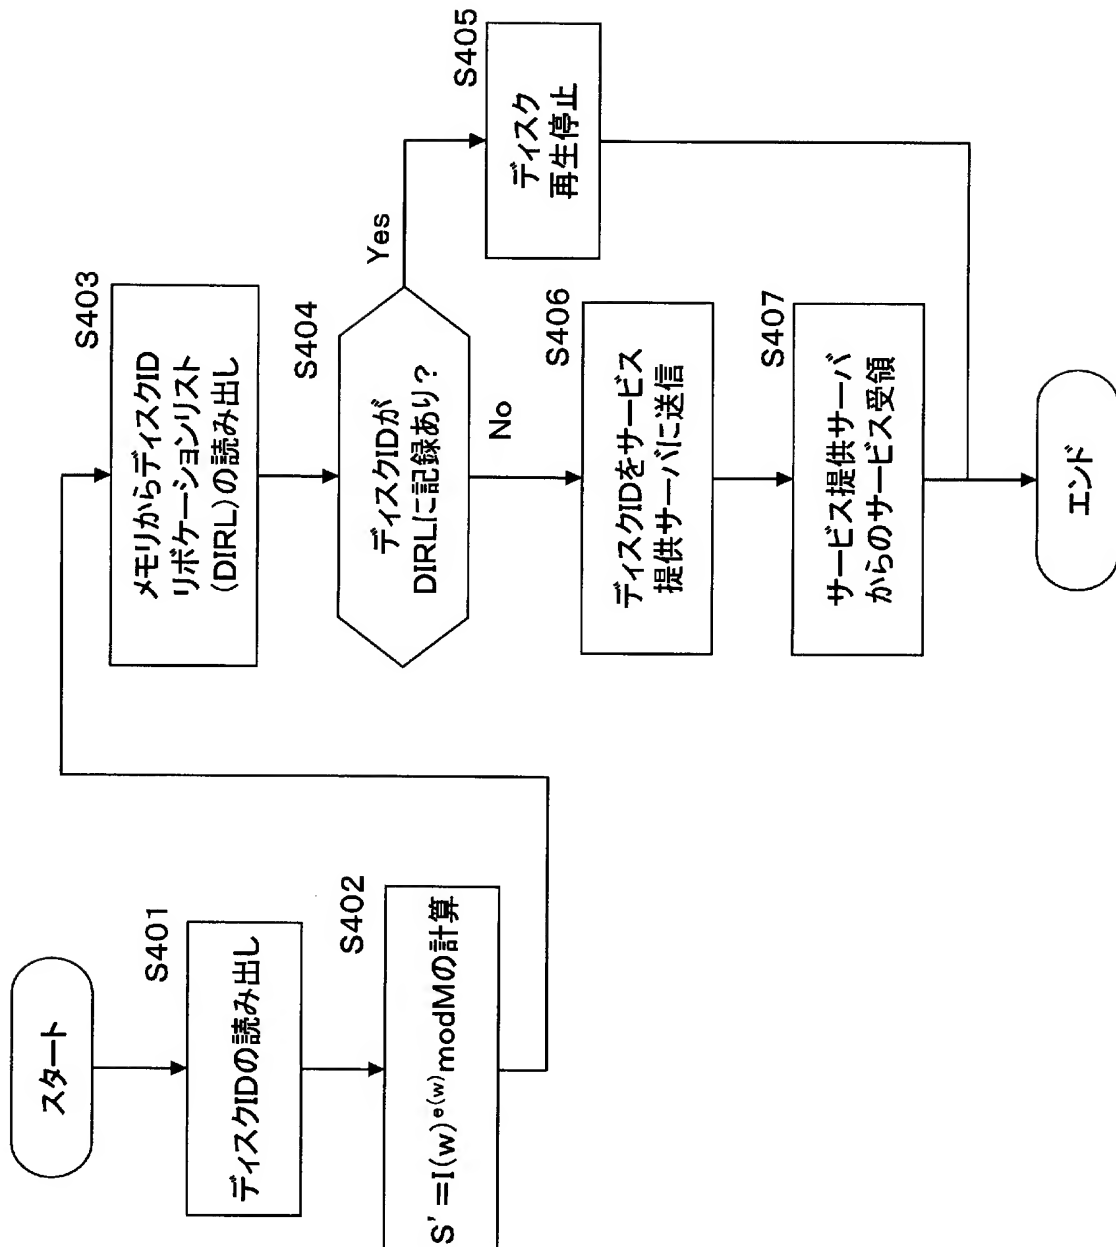 スタート
S401
ディスクIDの読み出し
S402
S'=I(w)^e(w) modMの計算
S403
メモリからディスクID
リボケーションリスト
(DIRL)の読み出し
S404
ディスクIDが
DIRLに記録あり？
Yes
No
S405
ディスク
再生停止
S406
ディスクIDをサービス
提供サーバに送信
S407
サービス提供サーバ
からのサービス受領
エンド